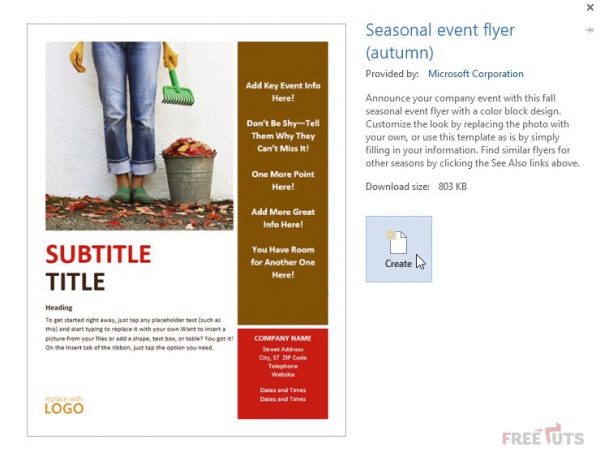 Seasonal event flyer
(autumn)
Provided by: Microsoft Corporation
Announce your company event with this fall
seasonal event flyer with a color block design.
Customize the look by replacing the photo with
your own, or use this template as is by simply
filling in your information. Find similar flyers for
other seasons by clicking the See Also links above.
Download size: 803 KB
Create
Add Key Event Info
Here!
Don't Be Shy—Tell
Them Why They
Can't Miss It!
One More Point
Here!
Add More Great
Info Here!
You Have Room
for Another One
Here!
SUBTITLE
TITLE
Heading
To get started right away, just tap any placeholder text (such as
this) and start typing to replace it with your own.Want to insert a
picture from your files or add a shape, text box, or table? You got it!
On the Insert tab of the ribbon, just tap the option you need.
replace with
LOGO
COMPANY NAME
Street Address
City, ST ZIP Code
Telephone
Website
Dates and Times
Dates and Times
FREETUTS